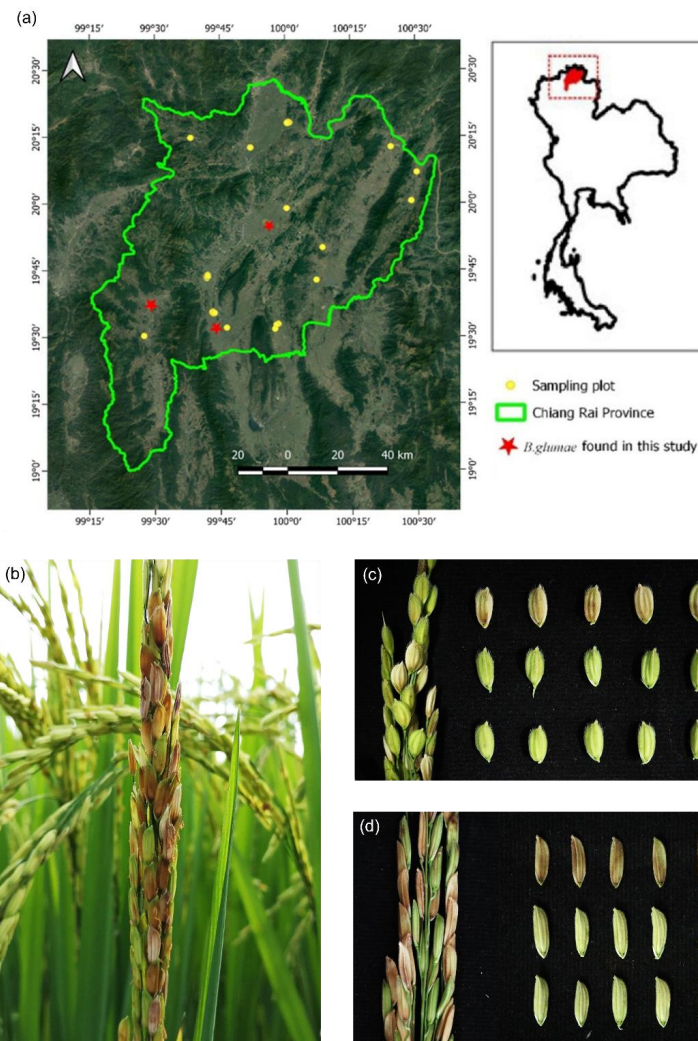 (a)
99°15′ 99°30′ 99°45′ 100°0′ 100°15′ 100°30′
20°30′ 20°30′
20°15′ 20°15′
20°0′ 20°0′
19°45′ 19°45′
19°30′ 19°30′
19°15′ 19°15′
19°0′ 19°0′
20 0 20 40 km
99°15′ 99°30′ 99°45′ 100°0′ 100°15′ 100°30′
Sampling plot
Chiang Rai Province
B.glumae found in this study
(b)
(c)
(d)